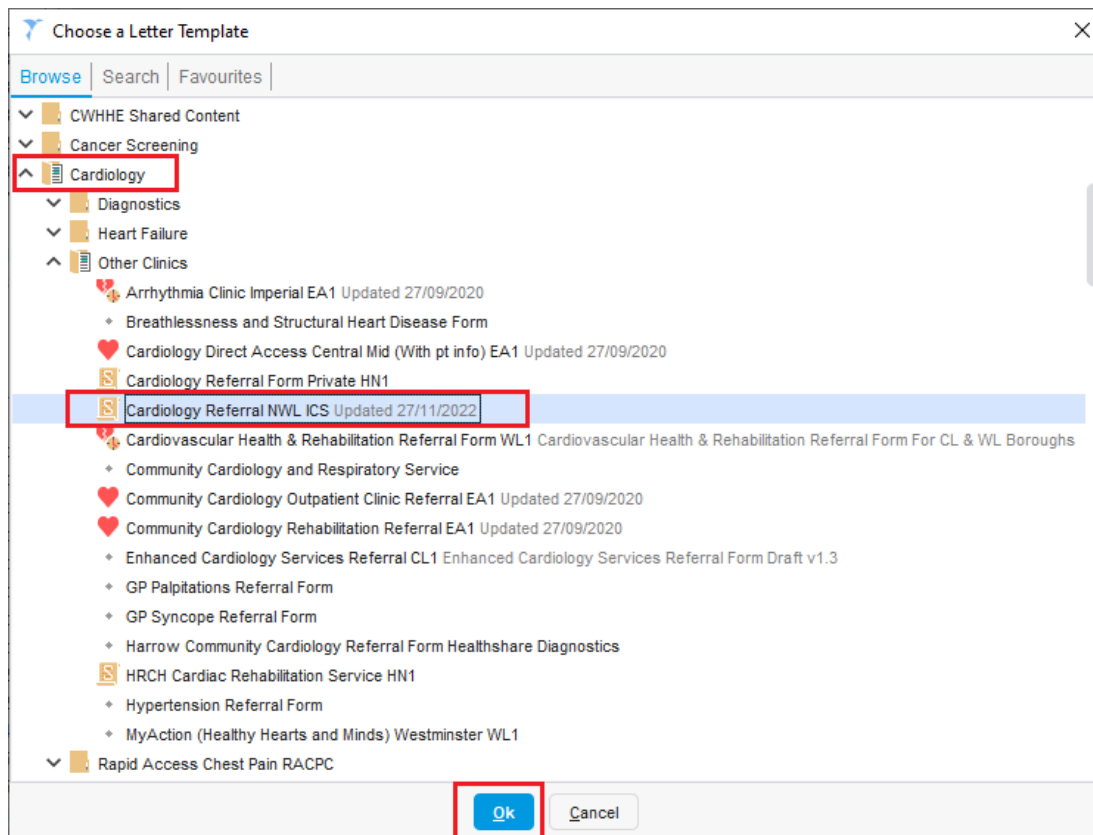 Choose a Letter Template
Browse Search Favourites
CWHHE Shared Content
Cancer Screening
Cardiology
Diagnostics
Heart Failure
Other Clinics
Arrhythmia Clinic Imperial EA1 Updated 27/09/2020
Breathlessness and Structural Heart Disease Form
Cardiology Direct Access Central Mid (With pt info) EA1 Updated 27/09/2020
Cardiology Referral Form Private HN1
Cardiology Referral NWL ICS Updated 27/11/2022
Cardiovascular Health & Rehabilitation Referral Form WL1 Cardiovascular Health & Rehabilitation Referral Form For CL & WL Boroughs
Community Cardiology and Respiratory Service
Community Cardiology Outpatient Clinic Referral EA1 Updated 27/09/2020
Community Cardiology Rehabilitation Referral EA1 Updated 27/09/2020
Enhanced Cardiology Services Referral CL1 Enhanced Cardiology Services Referral Form Draft v1.3
GP Palpitations Referral Form
GP Syncope Referral Form
Harrow Community Cardiology Referral Form Healthshare Diagnostics
HRCH Cardiac Rehabilitation Service HN1
Hypertension Referral Form
MyAction (Healthy Hearts and Minds) Westminster WL1
Rapid Access Chest Pain RACPC
Ok Cancel